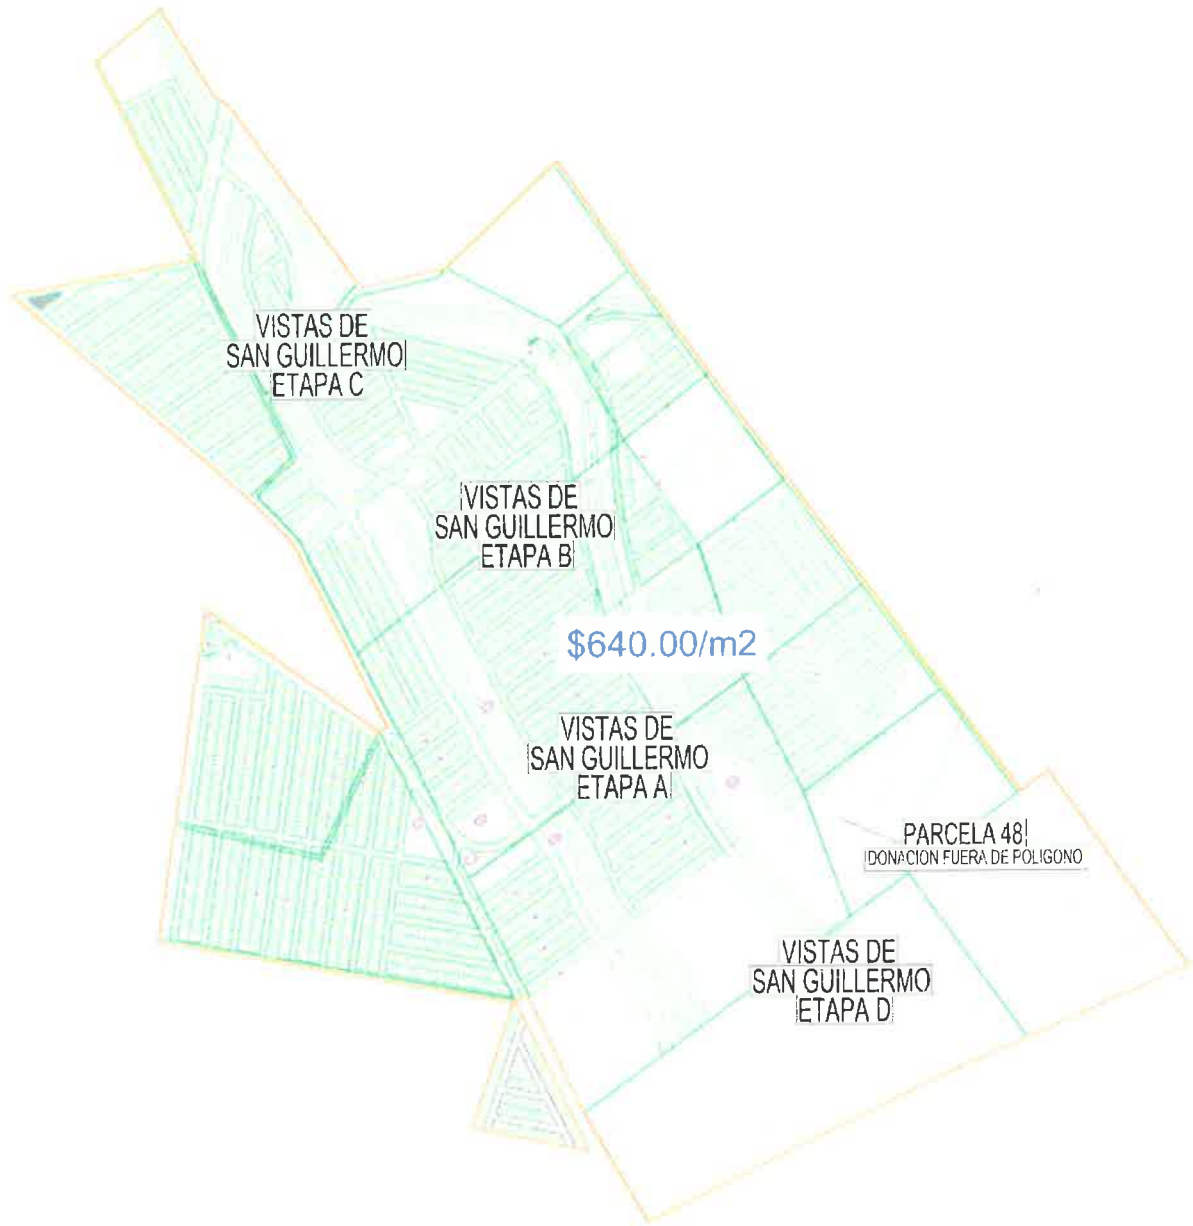 VISTAS DE
SAN GUILLERMO
ETAPA C
VISTAS DE
SAN GUILLERMO
ETAPA B
$640.00/m2
VISTAS DE
SAN GUILLERMO
ETAPA A
PARCELA 48
DONACION FUERA DE POLIGONO
VISTAS DE
SAN GUILLERMO
ETAPA D